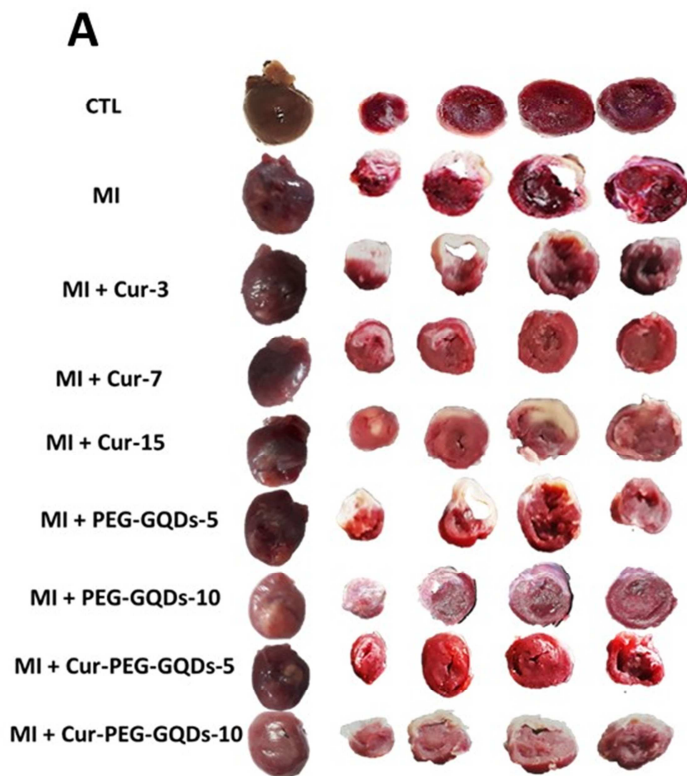 A
CTL
MI
MI + Cur-3
MI + Cur-7
MI + Cur-15
MI + PEG-GQDs-5
MI + PEG-GQDs-10
MI + Cur-PEG-GQDs-5
MI + Cur-PEG-GQDs-10